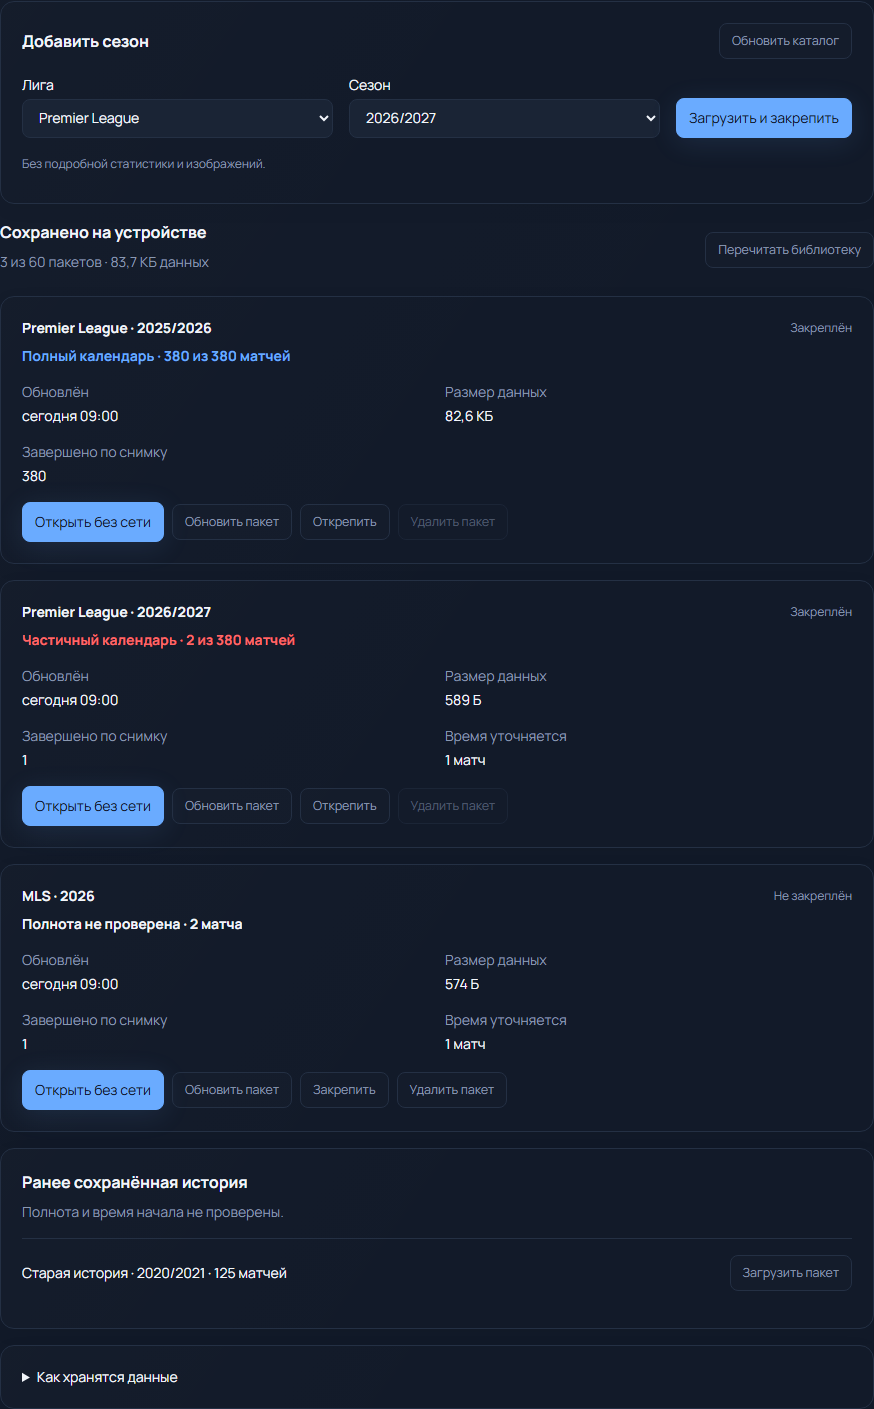 Добавить сезон
Обновить каталог
Лига
Сезон
Premier League
2026/2027
Загрузить и закрепить
Без подробной статистики и изображений.
Сохранено на устройстве
3 из 60 пакетов · 83,7 КБ данных
Перечитать библиотеку
Premier League · 2025/2026
Закреплён
Полный календарь · 380 из 380 матчей
Обновлён
Размер данных
сегодня 09:00
82,6 КБ
Завершено по снимку
380
Открыть без сети
Обновить пакет
Открепить
Удалить пакет
Premier League · 2026/2027
Закреплён
Частичный календарь · 2 из 380 матчей
Обновлён
Размер данных
сегодня 09:00
589 Б
Завершено по снимку
Время уточняется
1
1 матч
Открыть без сети
Обновить пакет
Открепить
Удалить пакет
MLS · 2026
Не закреплён
Полнота не проверена · 2 матча
Обновлён
Размер данных
сегодня 09:00
574 Б
Завершено по снимку
Время уточняется
1
1 матч
Открыть без сети
Обновить пакет
Закрепить
Удалить пакет
Ранее сохранённая история
Полнота и время начала не проверены.
Старая история · 2020/2021 · 125 матчей
Загрузить пакет
Как хранятся данные